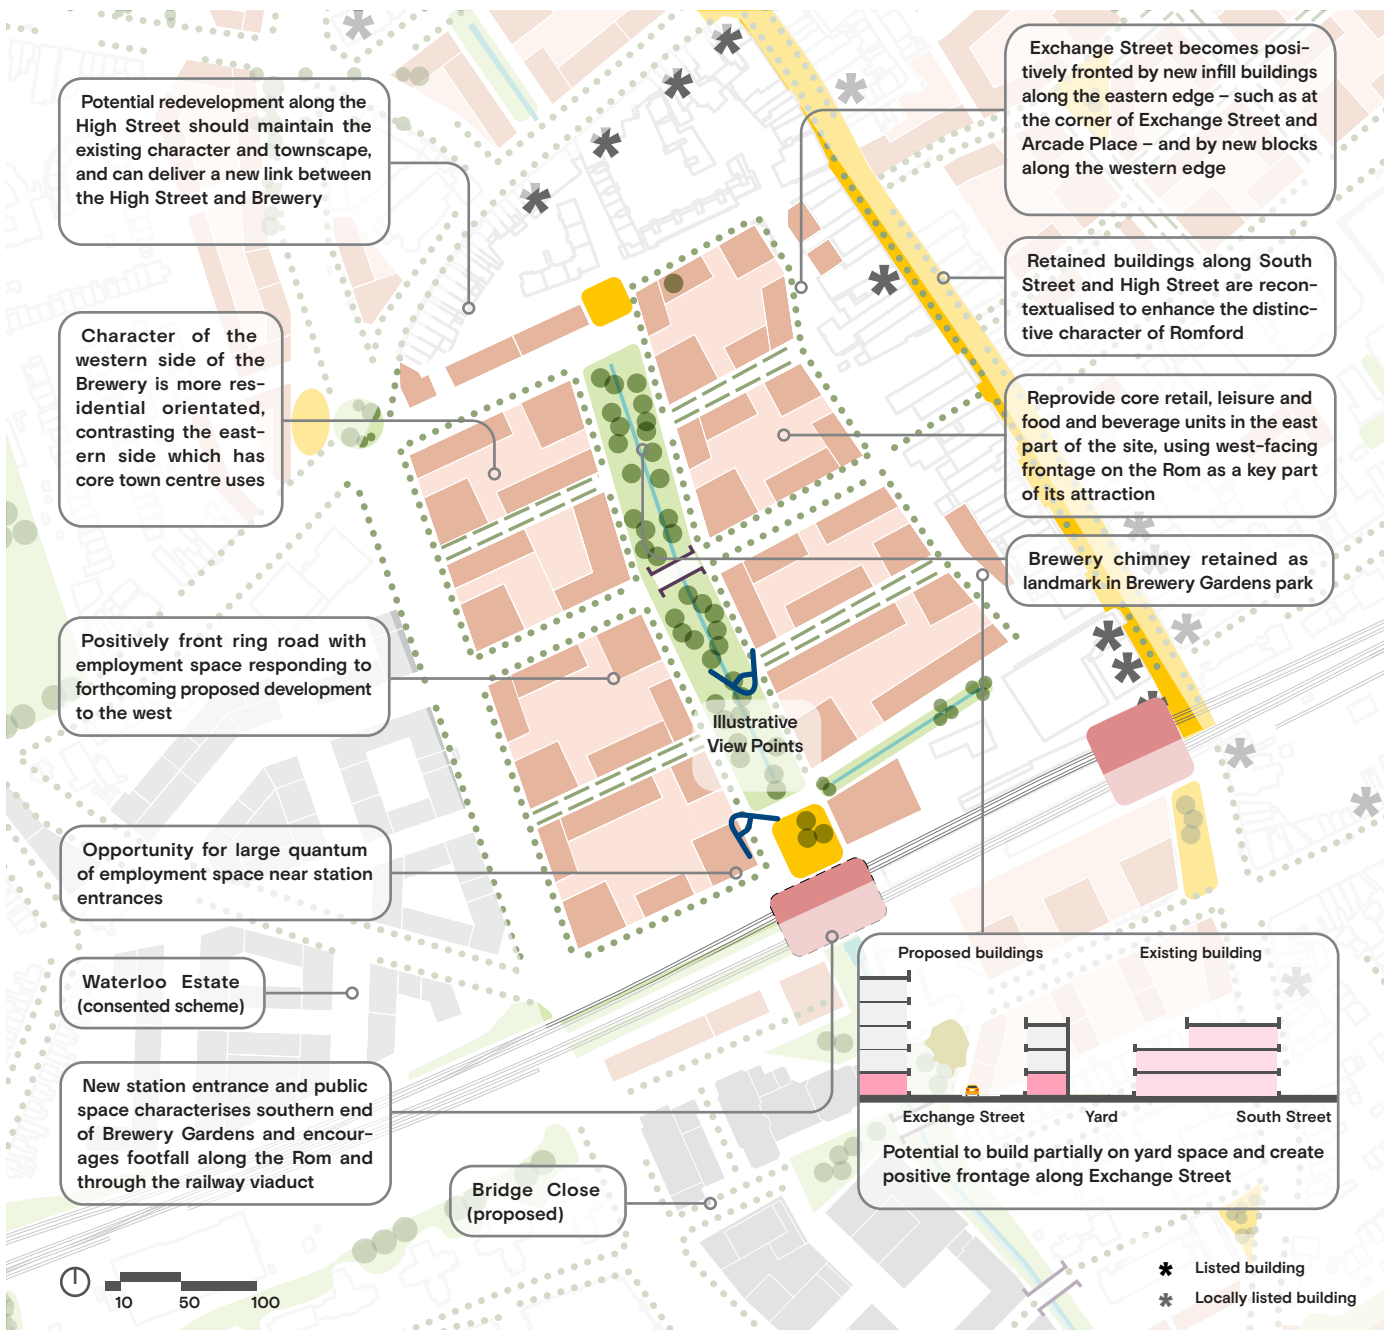 Potential redevelopment along the
High Street should maintain the
existing character and townscape,
and can deliver a new link between
the High Street and Brewery
Exchange Street becomes posi-
tively fronted by new infill buildings
along the eastern edge – such as at
the corner of Exchange Street and
Arcade Place – and by new blocks
along the western edge
Retained buildings along South
Street and High Street are recon-
textualised to enhance the distinc-
tive character of Romford
Character of the
western side of the
Brewery is more res-
idential orientated,
contrasting the east-
ern side which has
core town centre uses
Reprovide core retail, leisure and
food and beverage units in the east
part of the site, using west-facing
frontage on the Rom as a key part
of its attraction
Brewery chimney retained as
landmark in Brewery Gardens park
Positively front ring road with
employment space responding to
forthcoming proposed development
to the west
Illustrative
View Points
Opportunity for large quantum
of employment space near station
entrances
Waterloo Estate
(consented scheme)
New station entrance and public
space characterises southern end
of Brewery Gardens and encour-
ages footfall along the Rom and
through the railway viaduct
Bridge Close
(proposed)
Proposed buildings
Existing building
Exchange Street
Yard
South Street
Potential to build partially on yard space and create
positive frontage along Exchange Street
10
50
100
Listed building
Locally listed building